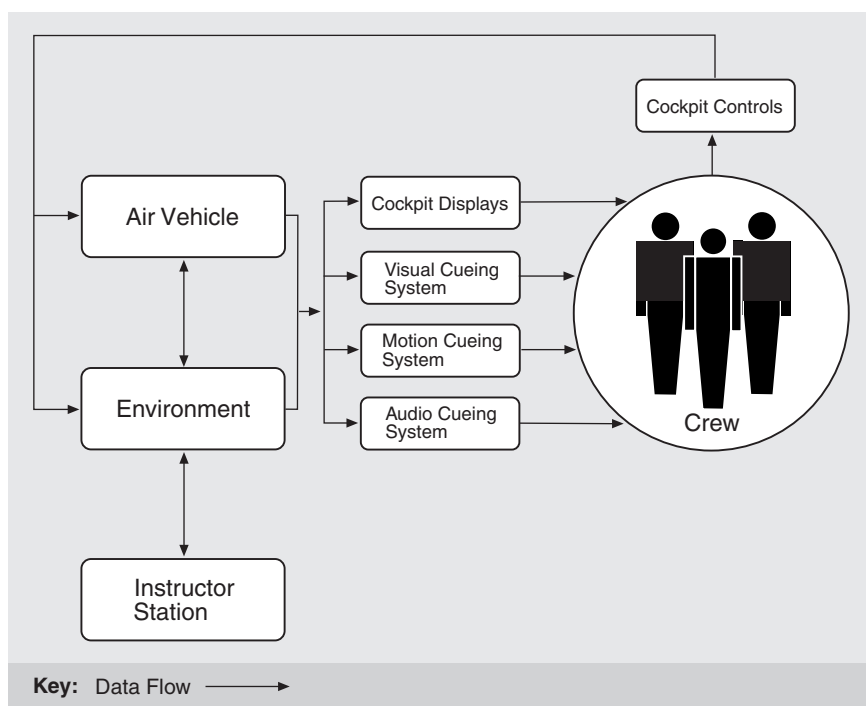 Cockpit Controls
Air Vehicle
Cockpit Displays
Visual Cueing
System
Motion Cueing
System
Environment
Audio Cueing
System
Crew
Instructor
Station
Key: Data Flow